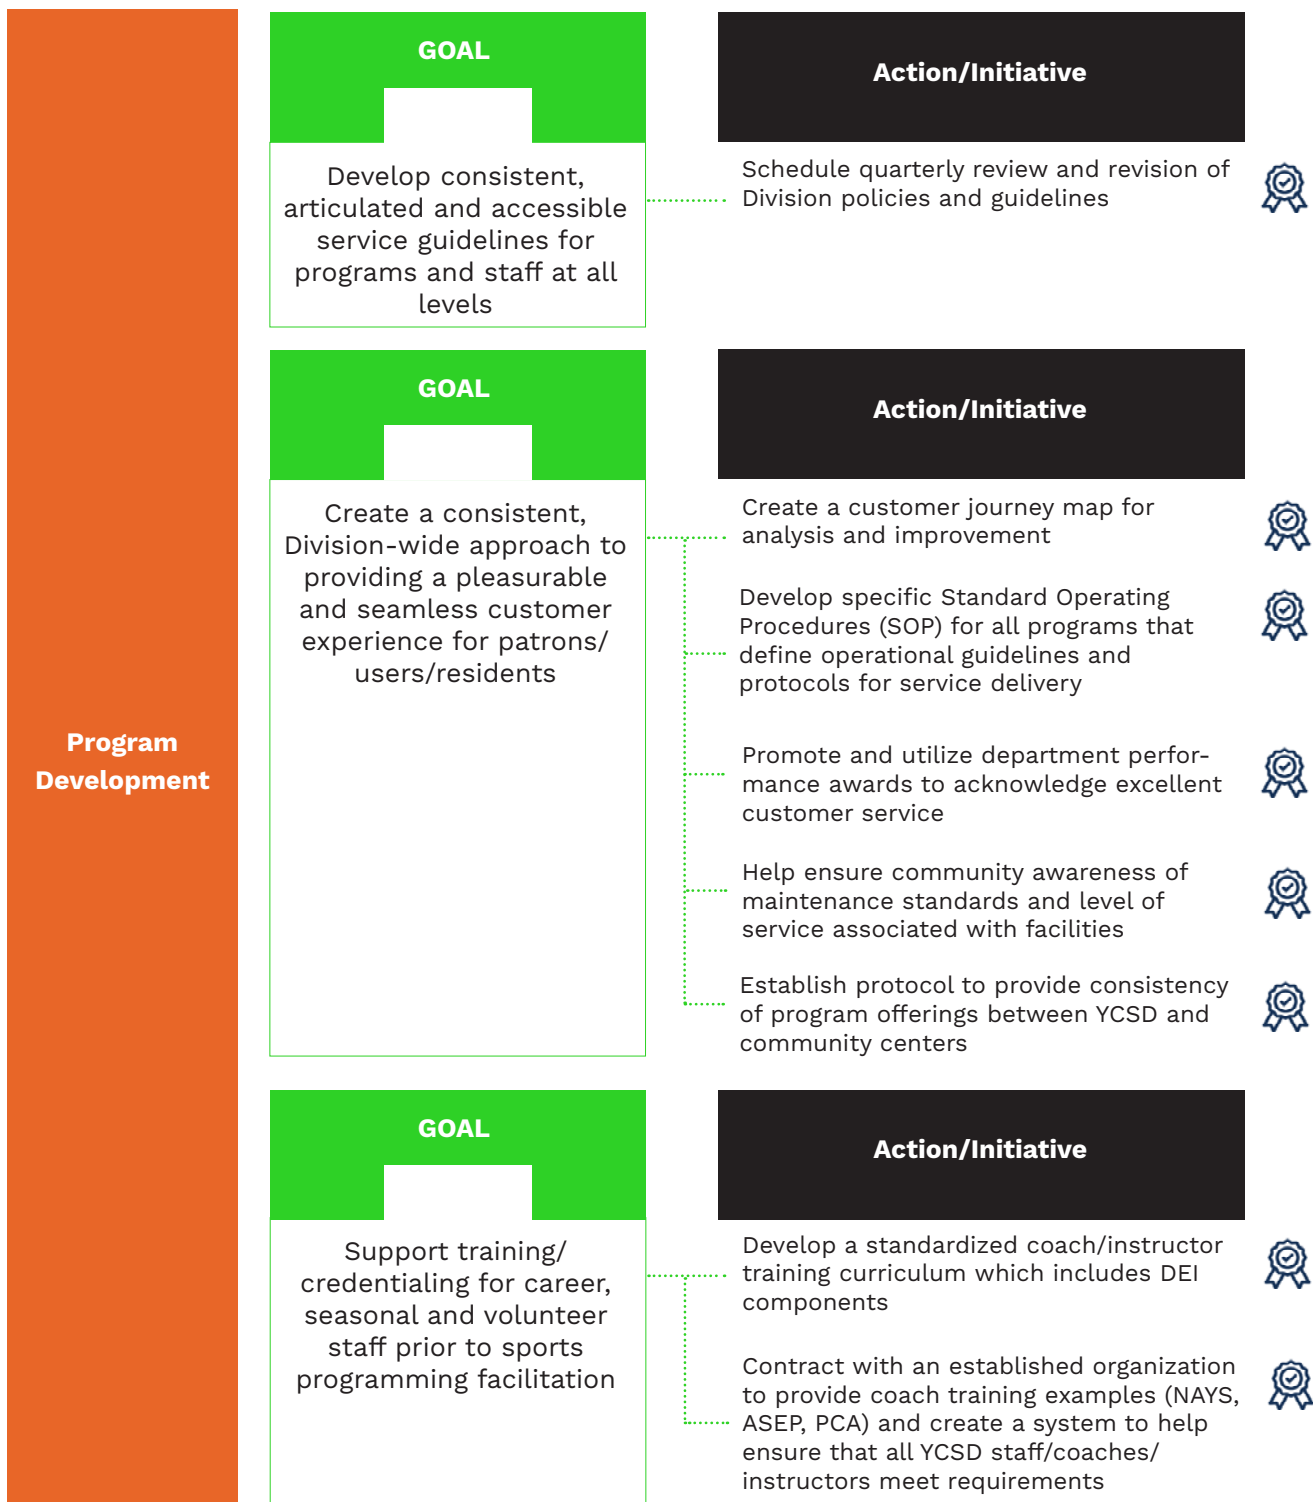 Program
Development
GOAL
Action/Initiative
Develop consistent,
articulated and accessible
service guidelines for
programs and staff at all
levels
Schedule quarterly review and revision of
Division policies and guidelines
GOAL
Action/Initiative
Create a consistent,
Division-wide approach to
providing a pleasurable
and seamless customer
experience for patrons/
users/residents
Create a customer journey map for
analysis and improvement
Develop specific Standard Operating
Procedures (SOP) for all programs that
define operational guidelines and
protocols for service delivery
Promote and utilize department perfor-
mance awards to acknowledge excellent
customer service
Help ensure community awareness of
maintenance standards and level of
service associated with facilities
Establish protocol to provide consistency
of program offerings between YCSD and
community centers
GOAL
Action/Initiative
Support training/
credentialing for career,
seasonal and volunteer
staff prior to sports
programming facilitation
Develop a standardized coach/instructor
training curriculum which includes DEI
components
Contract with an established organization
to provide coach training examples (NAYS,
ASEP, PCA) and create a system to help
ensure that all YCSD staff/coaches/
instructors meet requirements